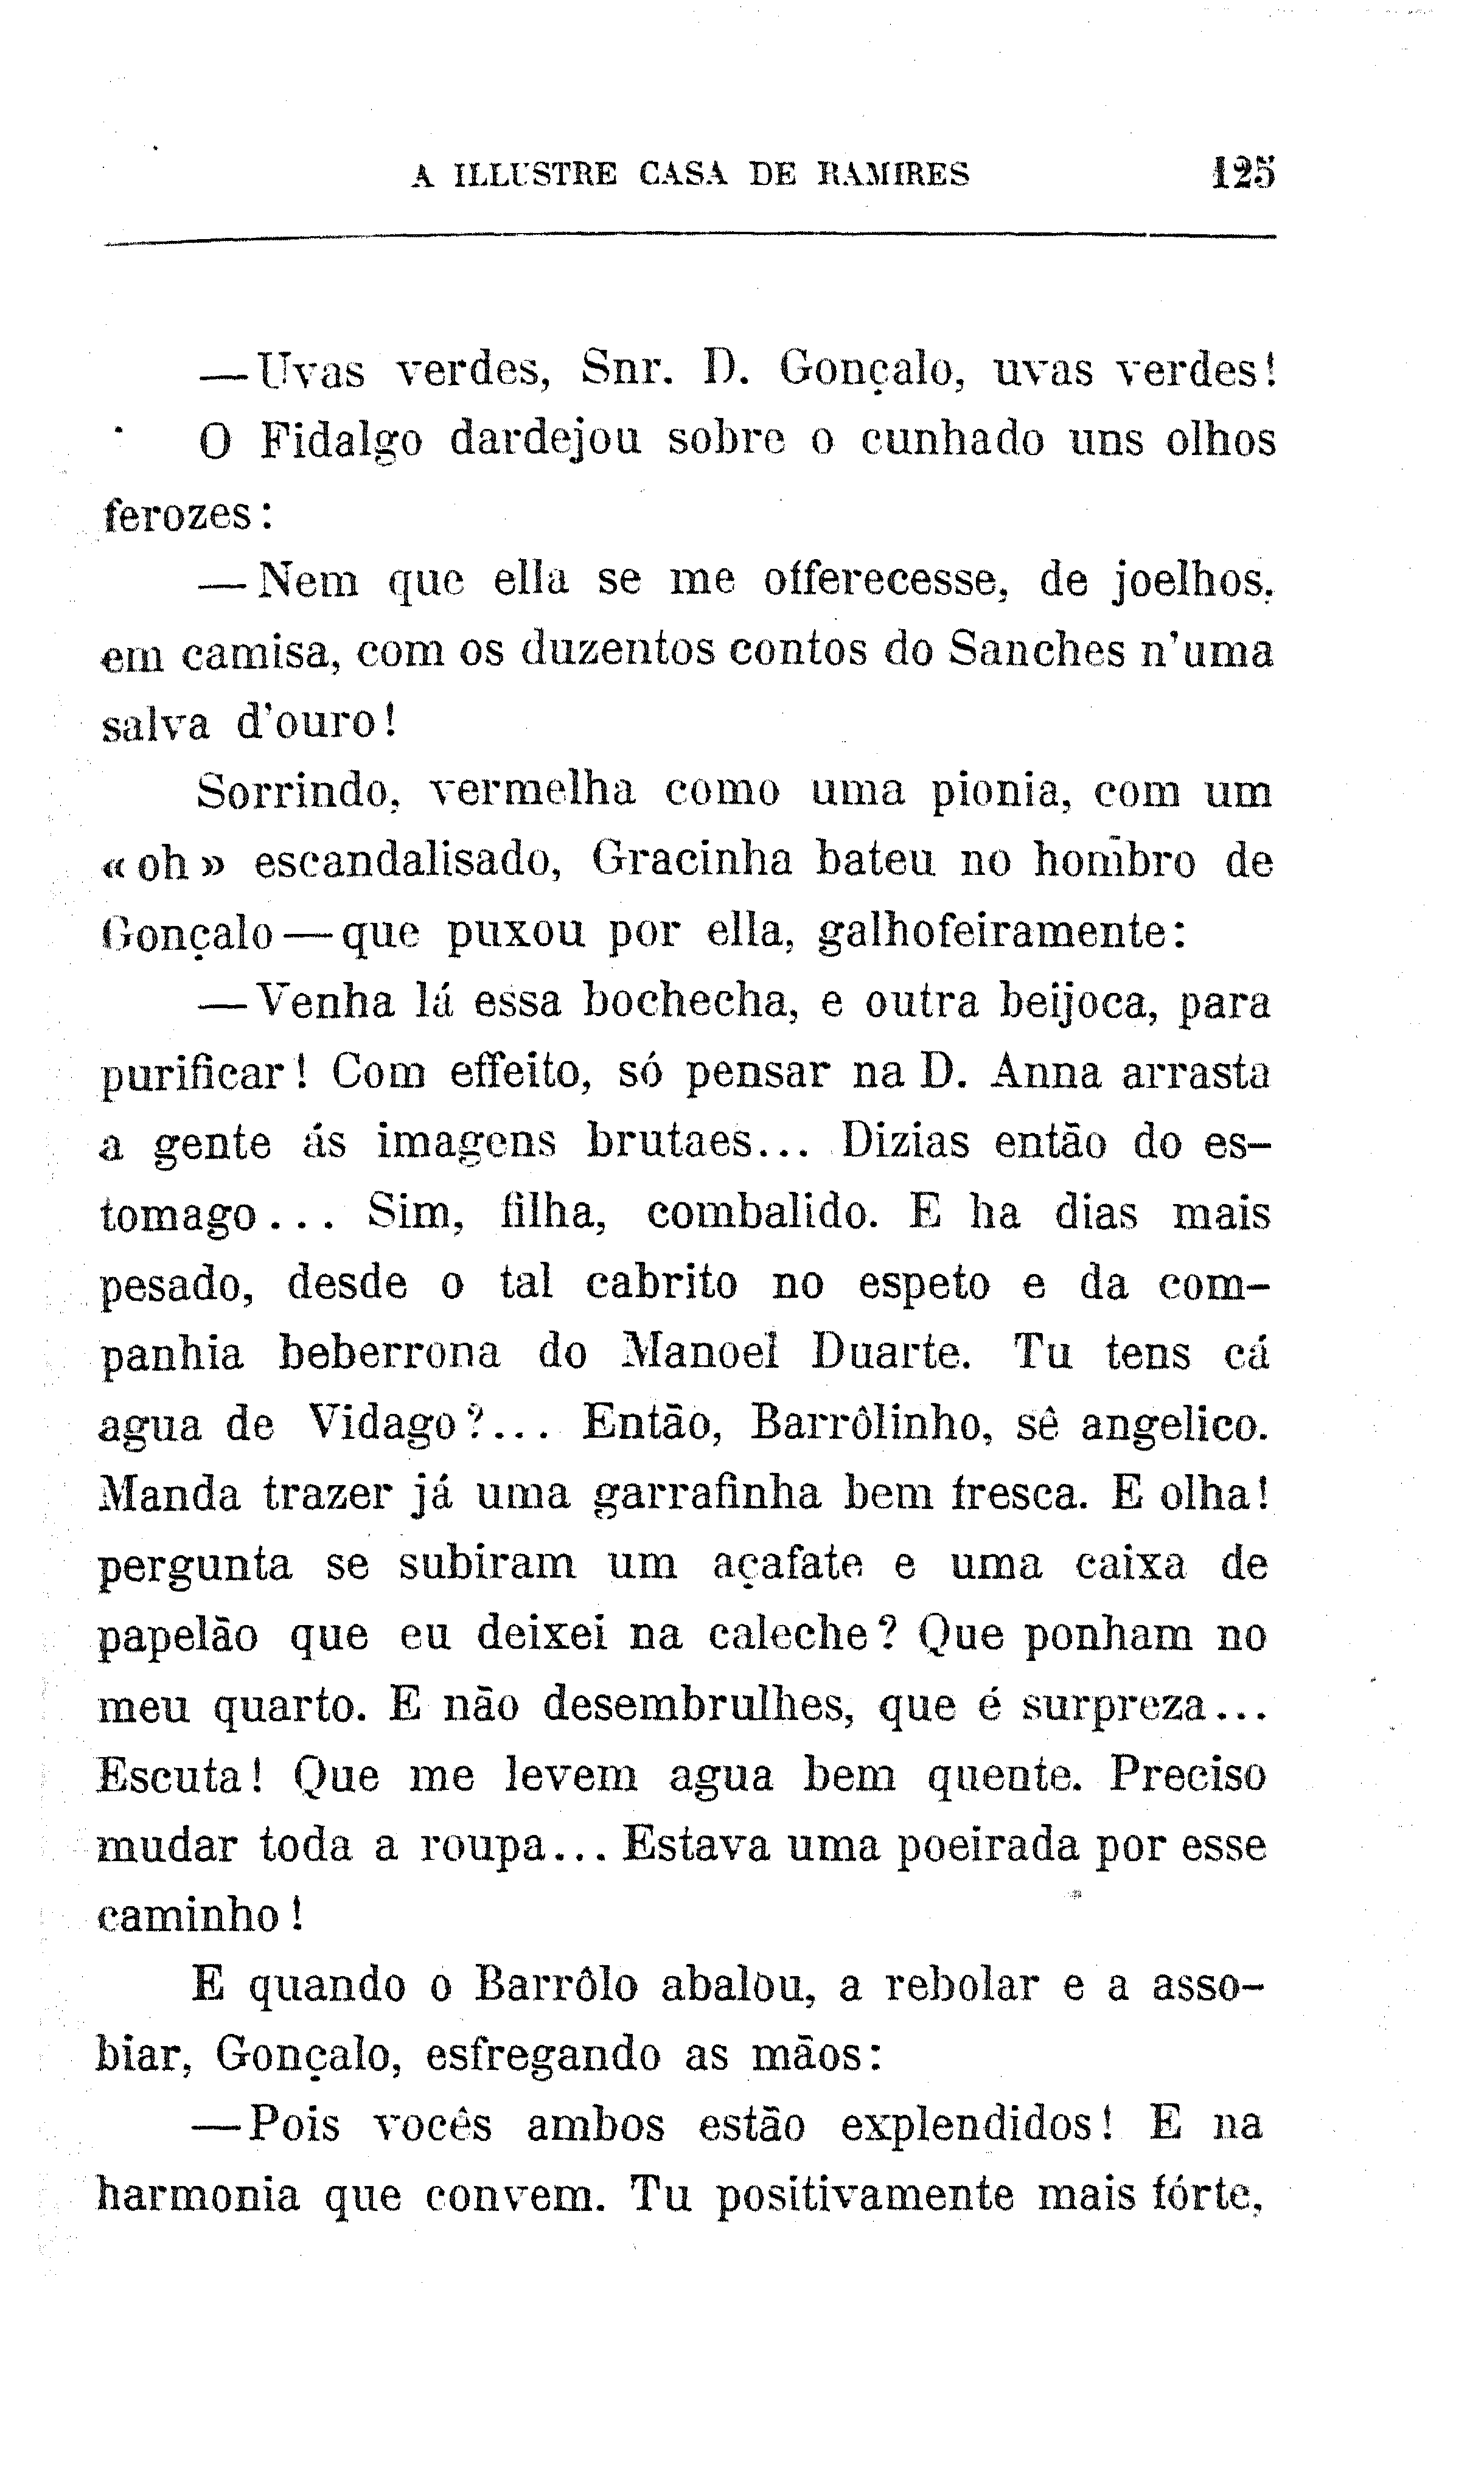 A ILLUSTRE CASA DE RAMIRES 125
—Uvas verdes, Snr. D. Gonçalo, uvas verdes!
O Fidalgo dardejou sobre o cunhado uns olhos
ferozes:
—Nem que ella se me offerecesse, de joelhos,
em camisa, com os duzentos contos do Sanches n'uma
salva d'ouro!
Sorrindo, vermelha como uma pionia, com um
«oh» escandalisado, Gracinha bateu no hombro de
Gonçalo—que puxou por ella, galhofeiramente:
—Venha lá essa bochecha, e outra beijoca, para
purificar! Com effeito, só pensar na D. Anna arrasta
a gente ás imagens brutaes... Dizias então do es-
tomago... Sim, filha, combalido. E ha dias mais
pesado, desde o tal cabrito no espeto e da com-
panhia beberrona do Manoel Duarte. Tu tens cá
agua de Vidago?... Então, Barrôlinho, sê angelico.
Manda trazer já uma garrafinha bem fresca. E olha!
pergunta se subiram um açafate e uma caixa de
papelão que eu deixei na caleche? Que ponham no
meu quarto. E não desembrulhes, que é surpreza...
Escuta! Que me levem agua bem quente. Preciso
mudar toda a roupa... Estava uma poeirada por esse
caminho!
E quando o Barrôlo abalou, a rebolar e a asso-
biar, Gonçalo, esfregando as mãos:
—Pois vocês ambos estão explendidos! E na
harmonia que convem. Tu positivamente mais fórte,